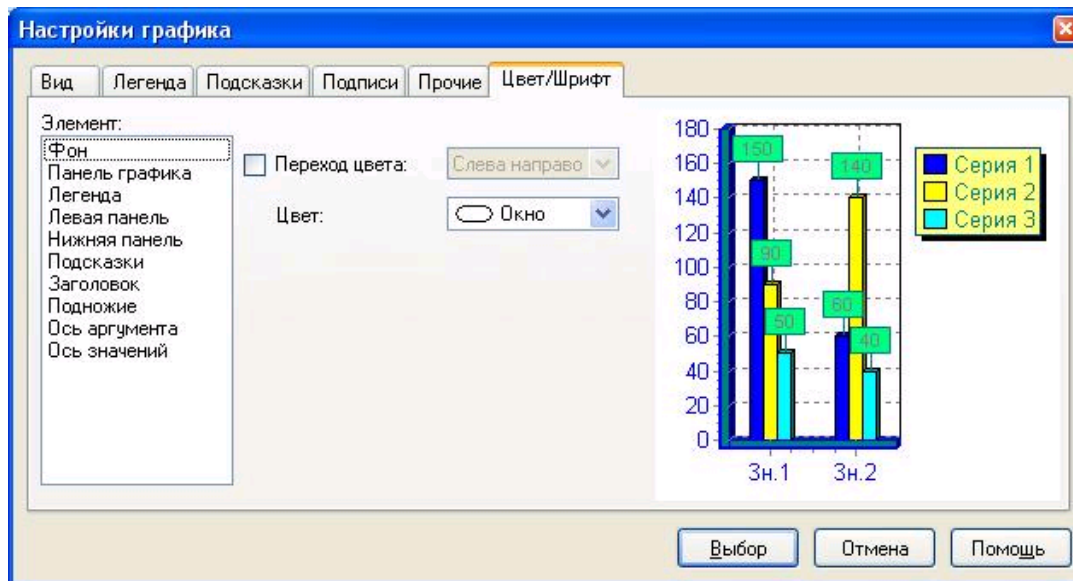 Настройки графика
Вид Легенда Подсказки Подписи Прочие Цвет/Шрифт
Элемент:
Фон
Панель графика
Легенда
Левая панель
Нижняя панель
Подсказки
Заголовок
Подножие
Ось аргумента
Ось значений
Переход цвета: Слева направо
Цвет: Окно
180
160
140
120
100
80
60
40
20
0
150
140
90
60
50
40
Зн.1 Зн.2
Серия 1
Серия 2
Серия 3
Выбор Отмена Помощь